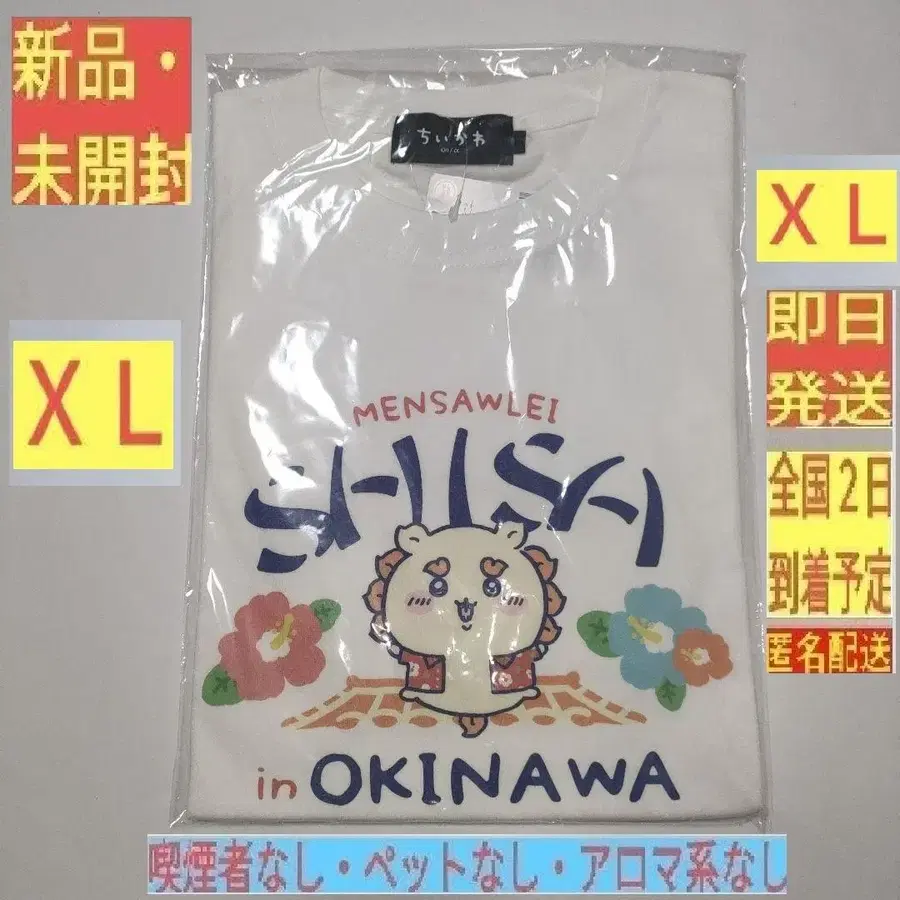 新品・
未開封
ちいかわ
XL
XL
即日
発送
全国2日
到着予定
匿名配送
MENSAWLEI
SHISA
in OKINAWA
喫煙者なし・ペットなし・アロマ系なし